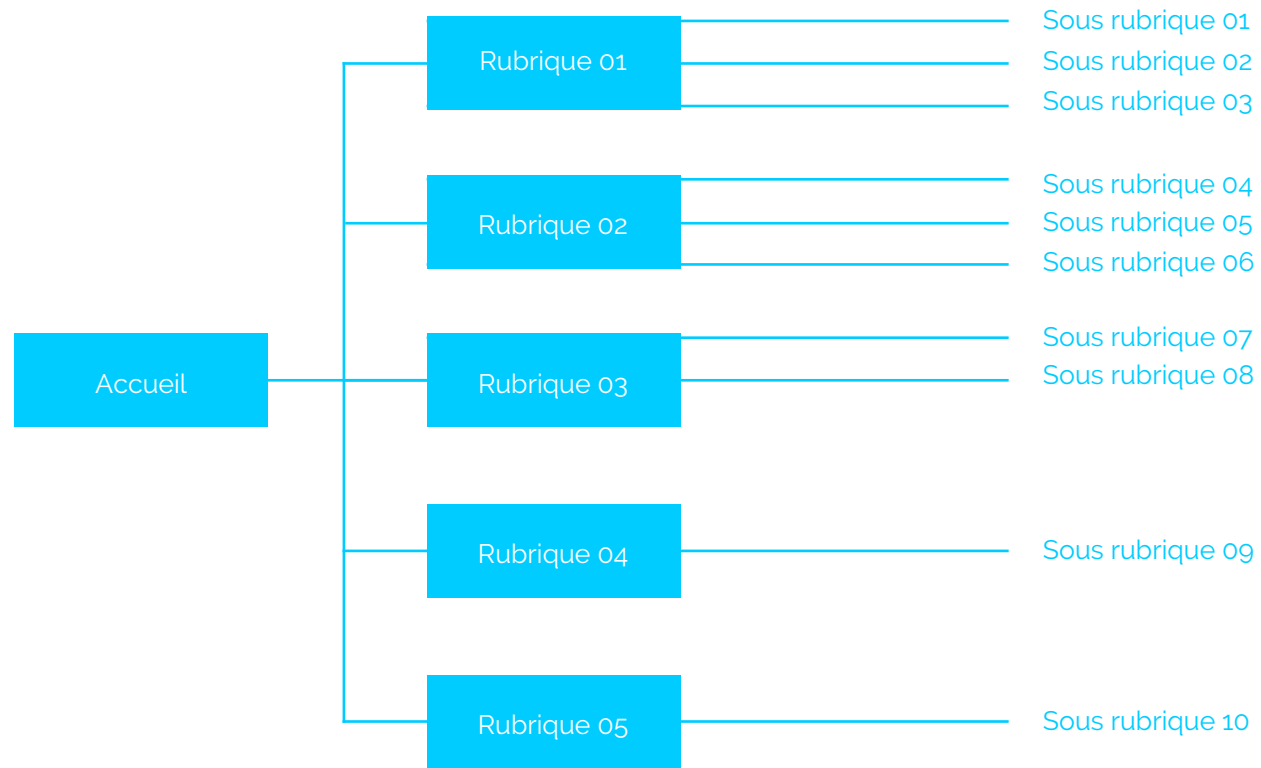 Accueil
Rubrique 01
Sous rubrique 01
Sous rubrique 02
Sous rubrique 03
Rubrique 02
Sous rubrique 04
Sous rubrique 05
Sous rubrique 06
Rubrique 03
Sous rubrique 07
Sous rubrique 08
Rubrique 04
Sous rubrique 09
Rubrique 05
Sous rubrique 10